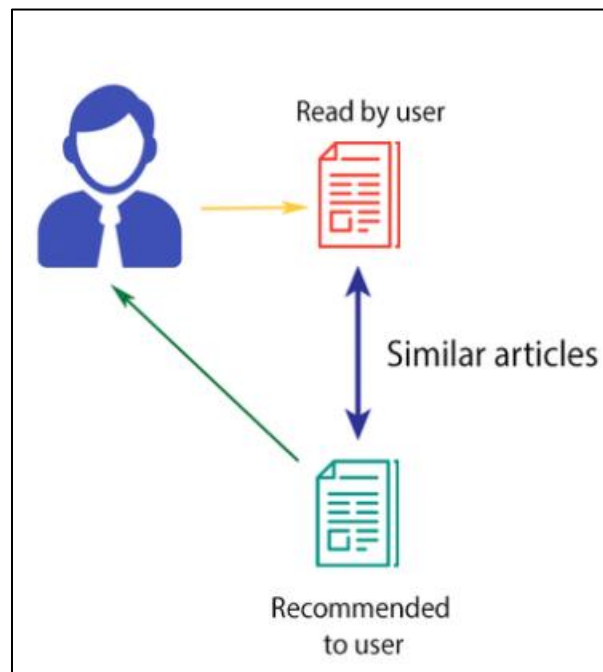 Read by user
Similar articles
Recommended
to user